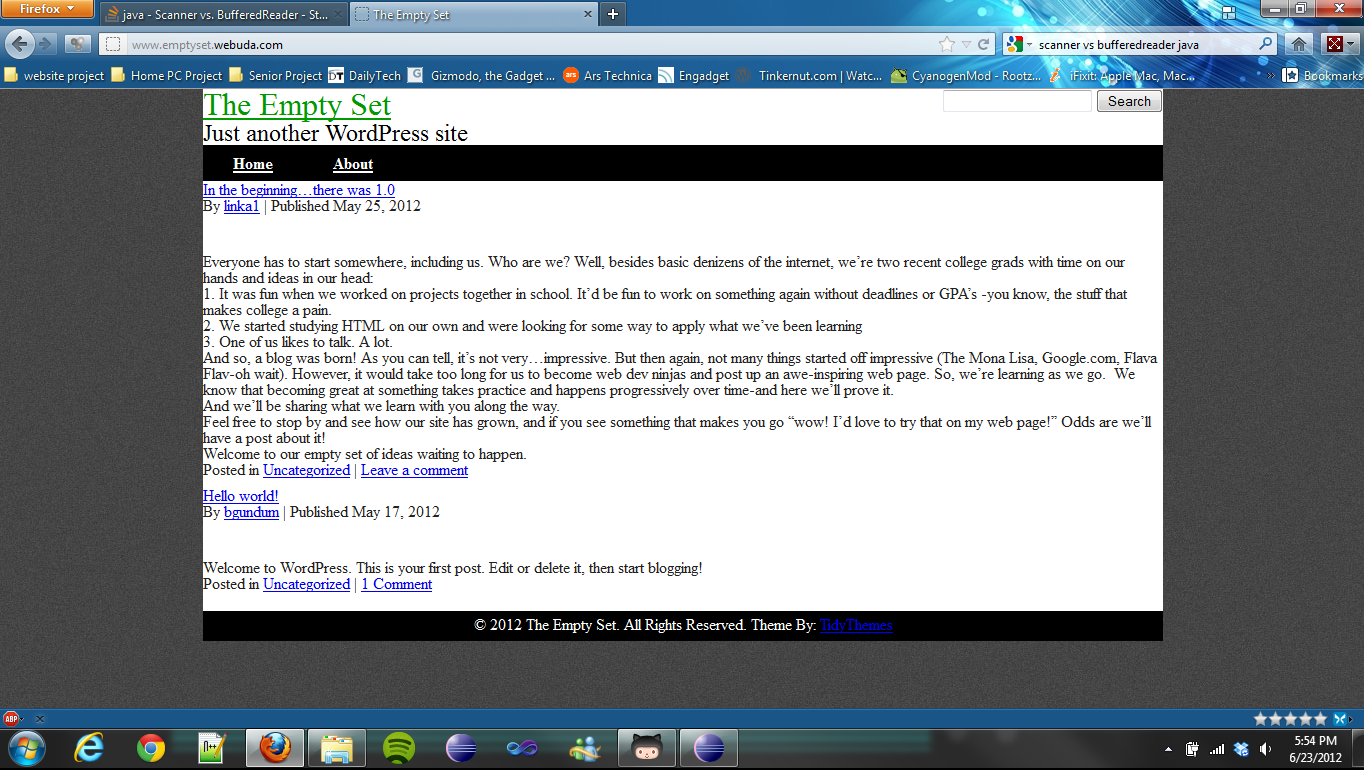 Firefox
java - Scanner vs. BufferedReader - St...
The Empty Set
www.emptyset.webuda.com
scanner vs bufferedreader java
website project
Home PC Project
Senior Project
DT
DailyTech
G
Gizmodo, the Gadget ...
ars
Ars Technica
Engadget
Tinkernut.com | Watc...
CyanogenMod - Rootz...
iFixit: Apple Mac, Mac...
Bookmarks
The Empty Set
Search
Just another WordPress site
Home
About
In the beginning…there was 1.0
By linka1 | Published May 25, 2012
Everyone has to start somewhere, including us. Who are we? Well, besides basic denizens of the internet, we’re two recent college grads with time on our
hands and ideas in our head:
1. It was fun when we worked on projects together in school. It’d be fun to work on something again without deadlines or GPA’s -you know, the stuff that
makes college a pain.
2. We started studying HTML on our own and were looking for some way to apply what we’ve been learning
3. One of us likes to talk. A lot.
And so, a blog was born! As you can tell, it’s not very…impressive. But then again, not many things started off impressive (The Mona Lisa, Google.com, Flava
Flav-oh wait). However, it would take too long for us to become web dev ninjas and post up an awe-inspiring web page. So, we’re learning as we go.  We
know that becoming great at something takes practice and happens progressively over time-and here we’ll prove it.
And we’ll be sharing what we learn with you along the way.
Feel free to stop by and see how our site has grown, and if you see something that makes you go “wow! I’d love to try that on my web page!” Odds are we’ll
have a post about it!
Welcome to our empty set of ideas waiting to happen.
Posted in Uncategorized | Leave a comment
Hello world!
By bgundum | Published May 17, 2012
Welcome to WordPress. This is your first post. Edit or delete it, then start blogging!
Posted in Uncategorized | 1 Comment
© 2012 The Empty Set. All Rights Reserved. Theme By: TidyThemes
ABP
N++
5:54 PM
6/23/2012